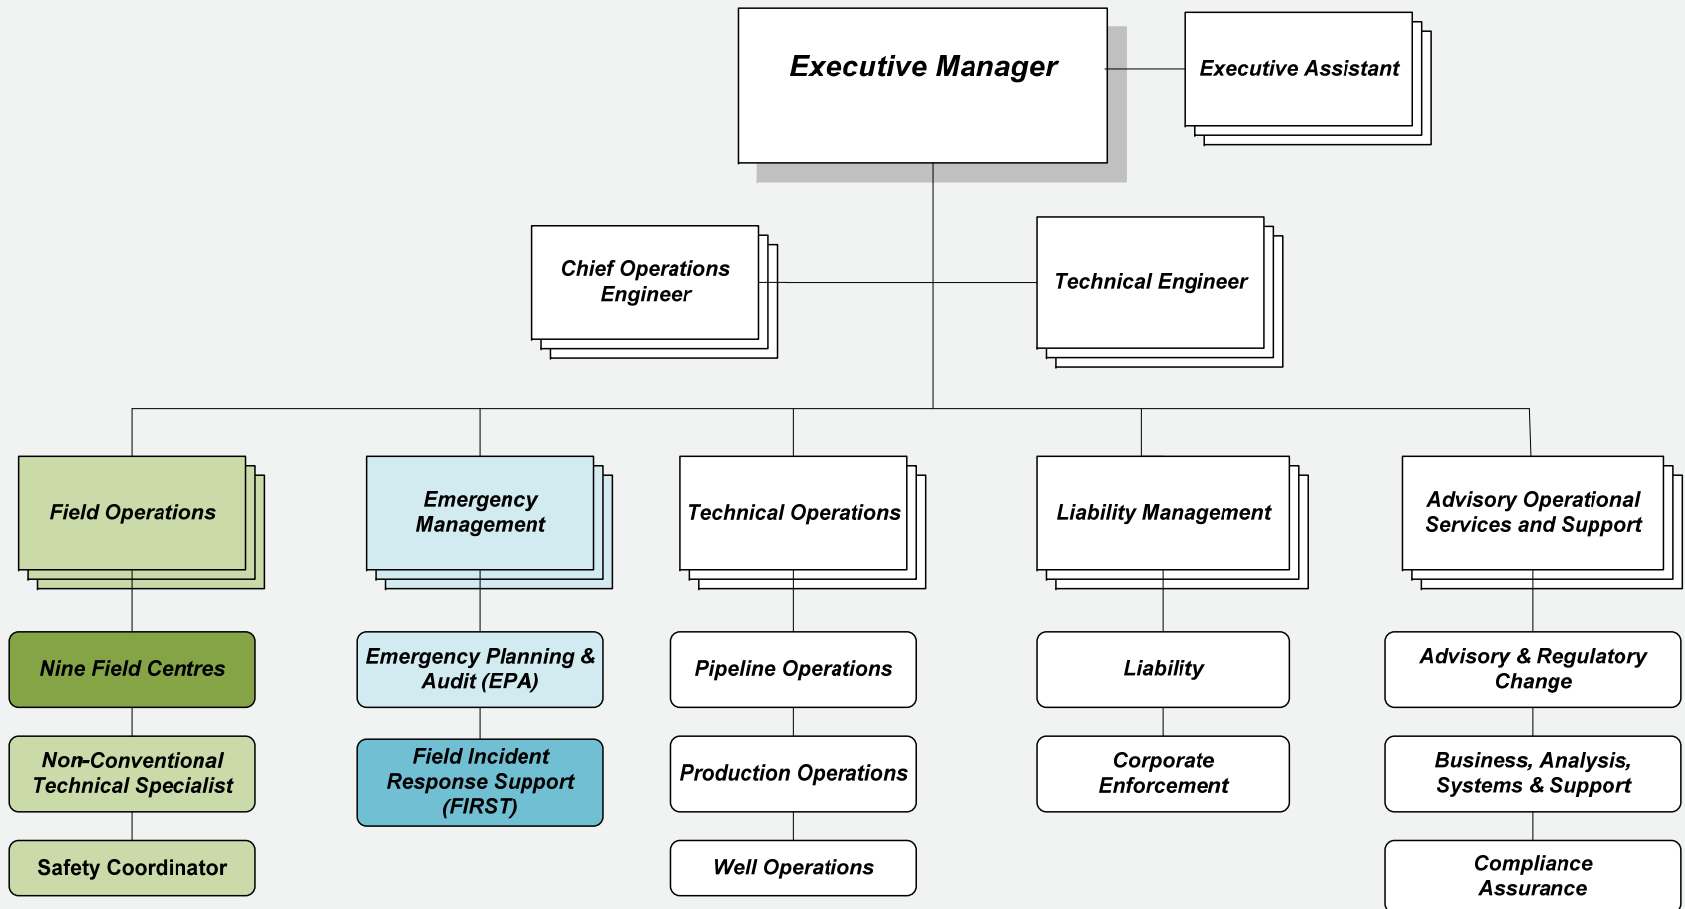 Executive Manager
Executive Assistant
Chief Operations
Engineer
Technical Engineer
Field Operations
Emergency
Management
Technical Operations
Liability Management
Advisory Operational
Services and Support
Nine Field Centres
Emergency Planning &
Audit (EPA)
Pipeline Operations
Liability
Advisory & Regulatory
Change
Non-Conventional
Technical Specialist
Field Incident
Response Support
(FIRST)
Production Operations
Corporate
Enforcement
Business, Analysis,
Systems & Support
Safety Coordinator
Well Operations
Compliance
Assurance